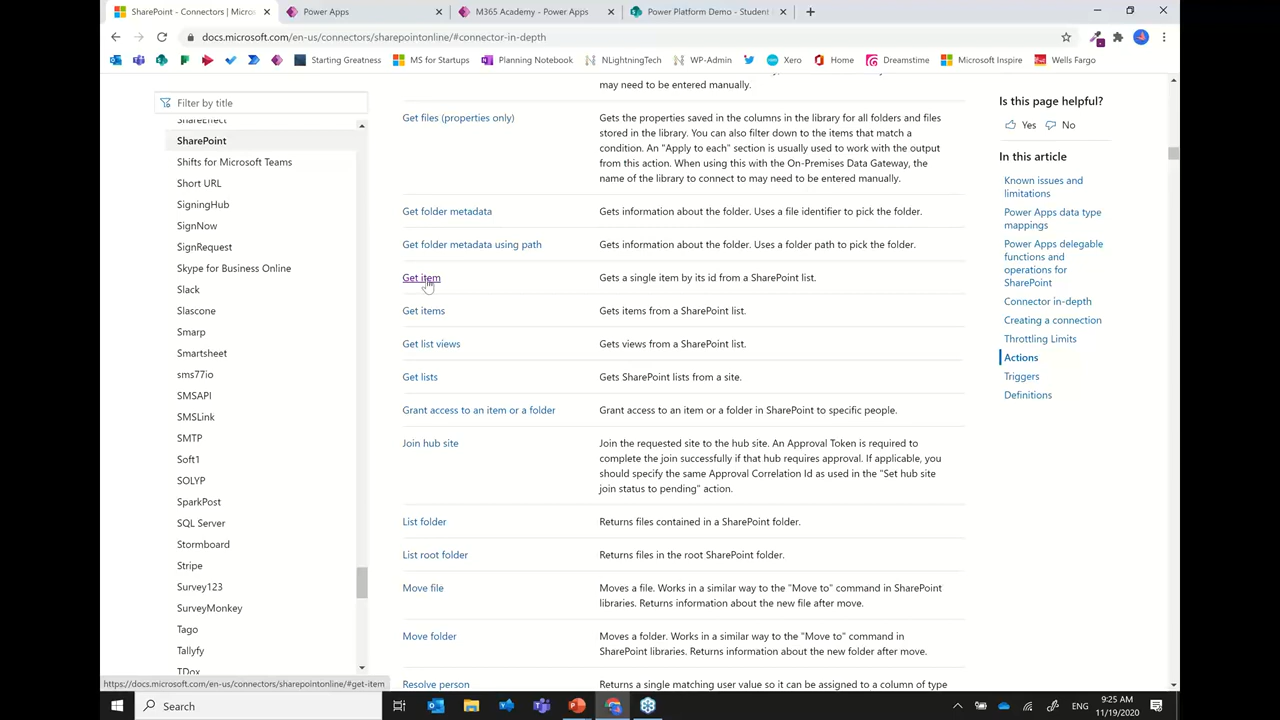 SharePoint - Connectors | Micros
Power Apps
M365 Academy - Power Apps
Power Platform Demo - Student
docs.microsoft.com/en-us/connectors/sharepointonline/#connector-in-depth
Starting Greatness
MS for Startups
Planning Notebook
NLightningTech
WP-Admin
Xero
Home
Dreamstime
Microsoft Inspire
Wells Fargo
Filter by title
ShareEffect
SharePoint
Shifts for Microsoft Teams
Short URL
SigningHub
SignNow
SignRequest
Skype for Business Online
Slack
Slascone
Smarp
Smartsheet
sms77io
SMSAPI
SMSLink
SMTP
Soft1
SOLYP
SparkPost
SQL Server
Stormboard
Stripe
Survey123
SurveyMonkey
Tago
Tallyfy
TDox
may need to be entered manually.
Get files (properties only)
Gets the properties saved in the columns in the library for all folders and files
stored in the library. You can also filter down to the items that match a
condition. An "Apply to each" section is usually used to work with the output
from this action. When using this with the On-Premises Data Gateway, the
name of the library to connect to may need to be entered manually.
Get folder metadata
Gets information about the folder. Uses a file identifier to pick the folder.
Get folder metadata using path
Gets information about the folder. Uses a folder path to pick the folder.
Get item
Gets a single item by its id from a SharePoint list.
Get items
Gets items from a SharePoint list.
Get list views
Gets views from a SharePoint list.
Get lists
Gets SharePoint lists from a site.
Grant access to an item or a folder
Grant access to an item or a folder in SharePoint to specific people.
Join hub site
Join the requested site to the hub site. An Approval Token is required to
complete the join successfully if that hub requires approval. If applicable, you
should specify the same Approval Correlation Id as used in the "Set hub site
join status to pending" action.
List folder
Returns files contained in a SharePoint folder.
List root folder
Returns files in the root SharePoint folder.
Move file
Moves a file. Works in a similar way to the "Move to" command in SharePoint
libraries. Returns information about the new file after move.
Move folder
Moves a folder. Works in a similar way to the "Move to" command in
SharePoint libraries. Returns information about the new folder after move.
Resolve person
Returns a single matching user value so it can be assigned to a column of type
Is this page helpful?
Yes
No
In this article
Known issues and
limitations
Power Apps data type
mappings
Power Apps delegable
functions and
operations for
SharePoint
Connector in-depth
Creating a connection
Throttling Limits
Actions
Triggers
Definitions
https://docs.microsoft.com/en-us/connectors/sharepointonline/#get-item
Search
ENG
9:25 AM
11/19/2020